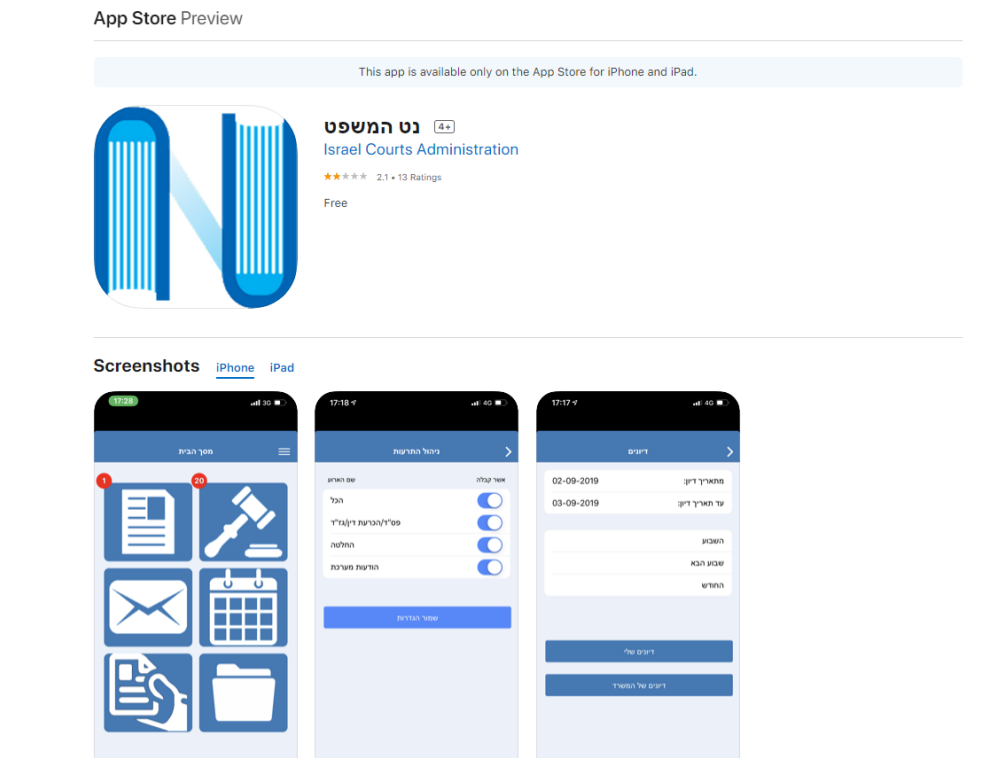 App Store Preview
This app is available only on the App Store for iPhone and iPad.
נט המשפט 4+
Israel Courts Administration
2.1 • 13 Ratings
Free
Screenshots iPhone iPad
17:28 3G
מסך הבית
1
20
17:18 4G
ניהול התרעות
שם הארוע אשר קבלה
הכל
פס"ד/הכרעת דין/גז"ד
החלטה
הודעות מערכת
שמור הגדרות
17:17 4G
דיונים
מתאריך דיון: 02-09-2019
עד תאריך דיון: 03-09-2019
השבוע
שבוע הבא
החודש
דיונים שלי
דיונים של המשרד